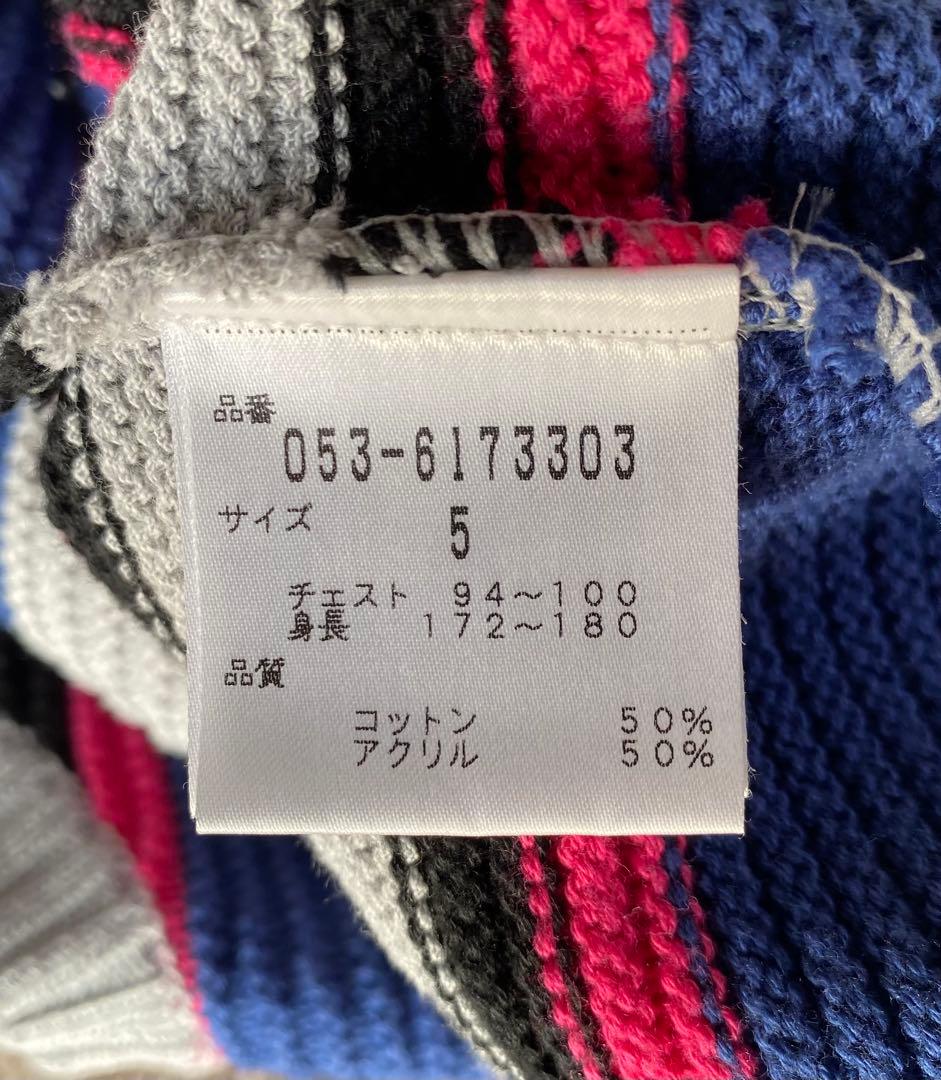 品番
053-6173303
サイズ 5
チェスト 94～100
身長 172～180
品質
コットン 50%
アクリル 50%